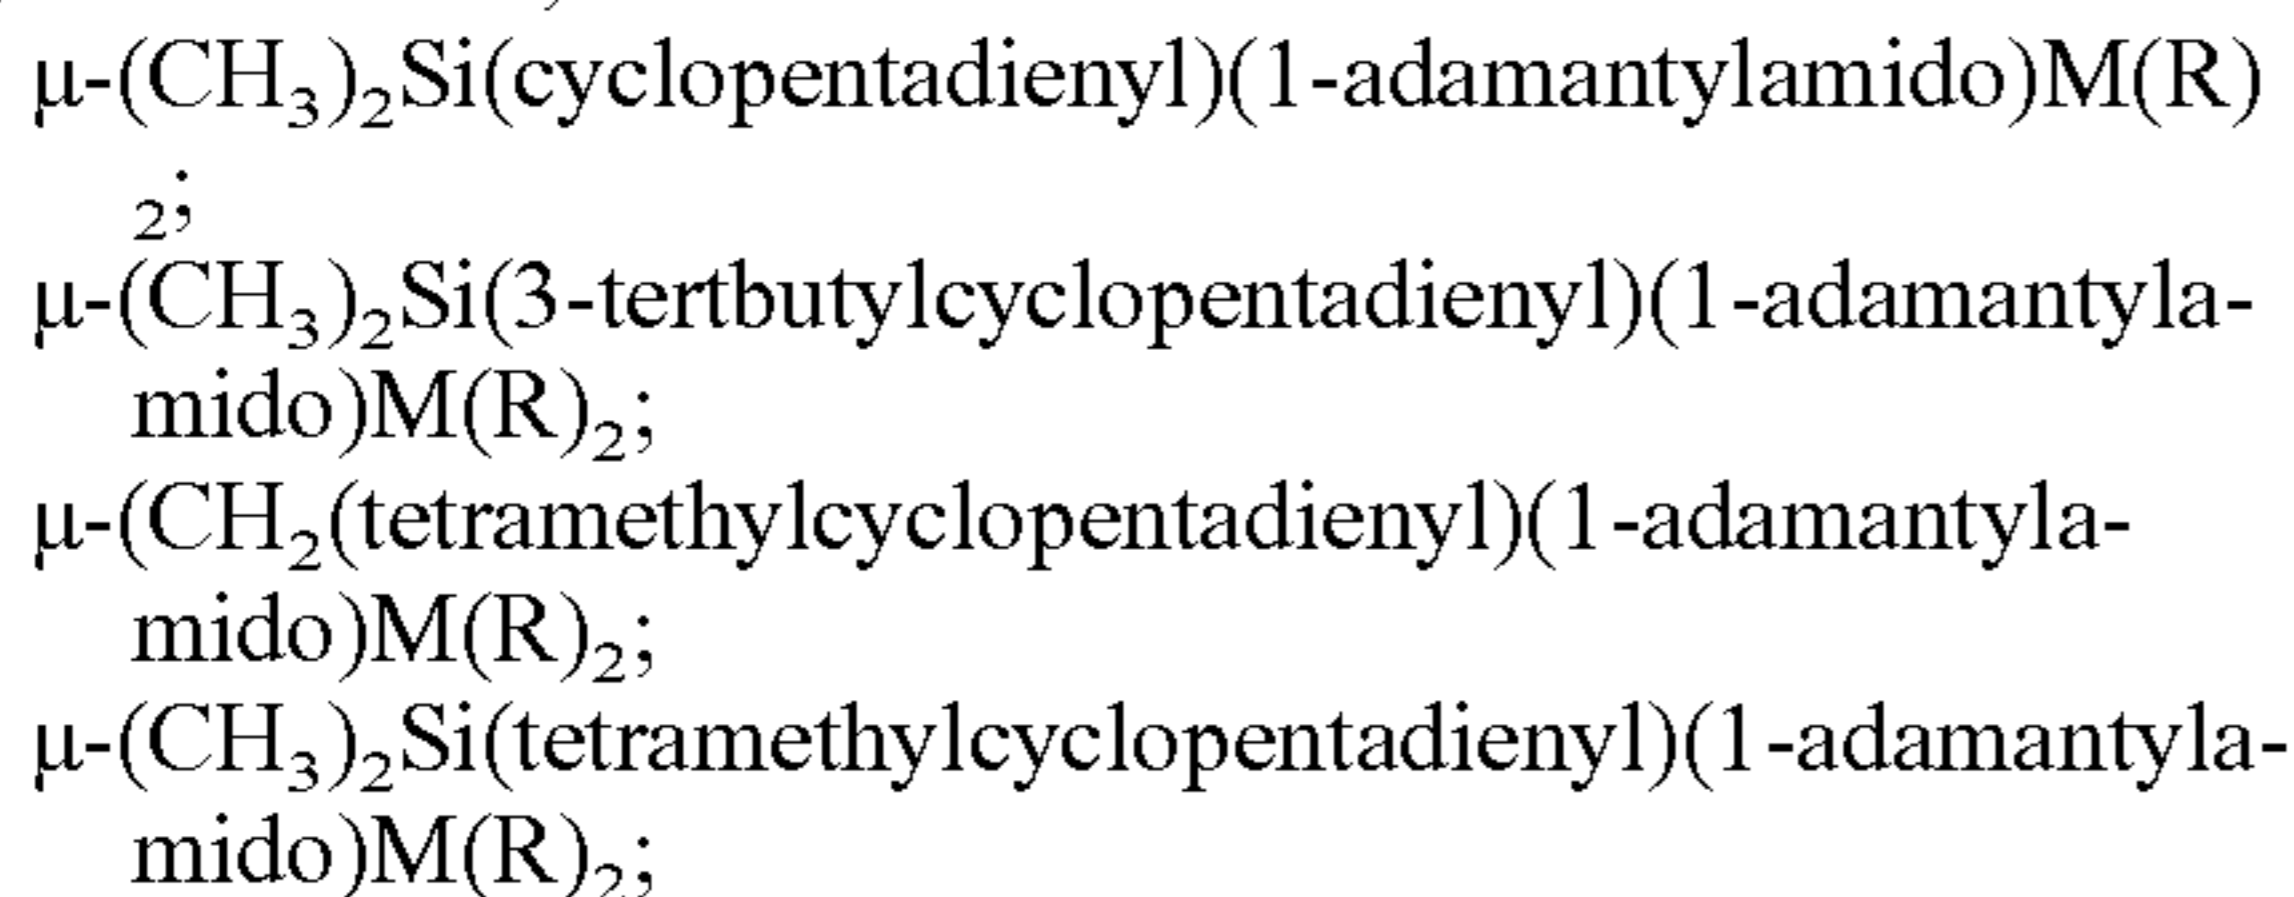 μ-(CH₃)₂Si(cyclopentadienyl)(1-adamantylamido)M(R)
₂;
μ-(CH₃)₂Si(3-tertbutylcyclopentadienyl)(1-adamantyla-
mido)M(R)₂;
μ-(CH₂(tetramethylcyclopentadienyl)(1-adamantyla-
mido)M(R)₂;
μ-(CH₃)₂Si(tetramethylcyclopentadienyl)(1-adamantyla-
mido)M(R)₂;